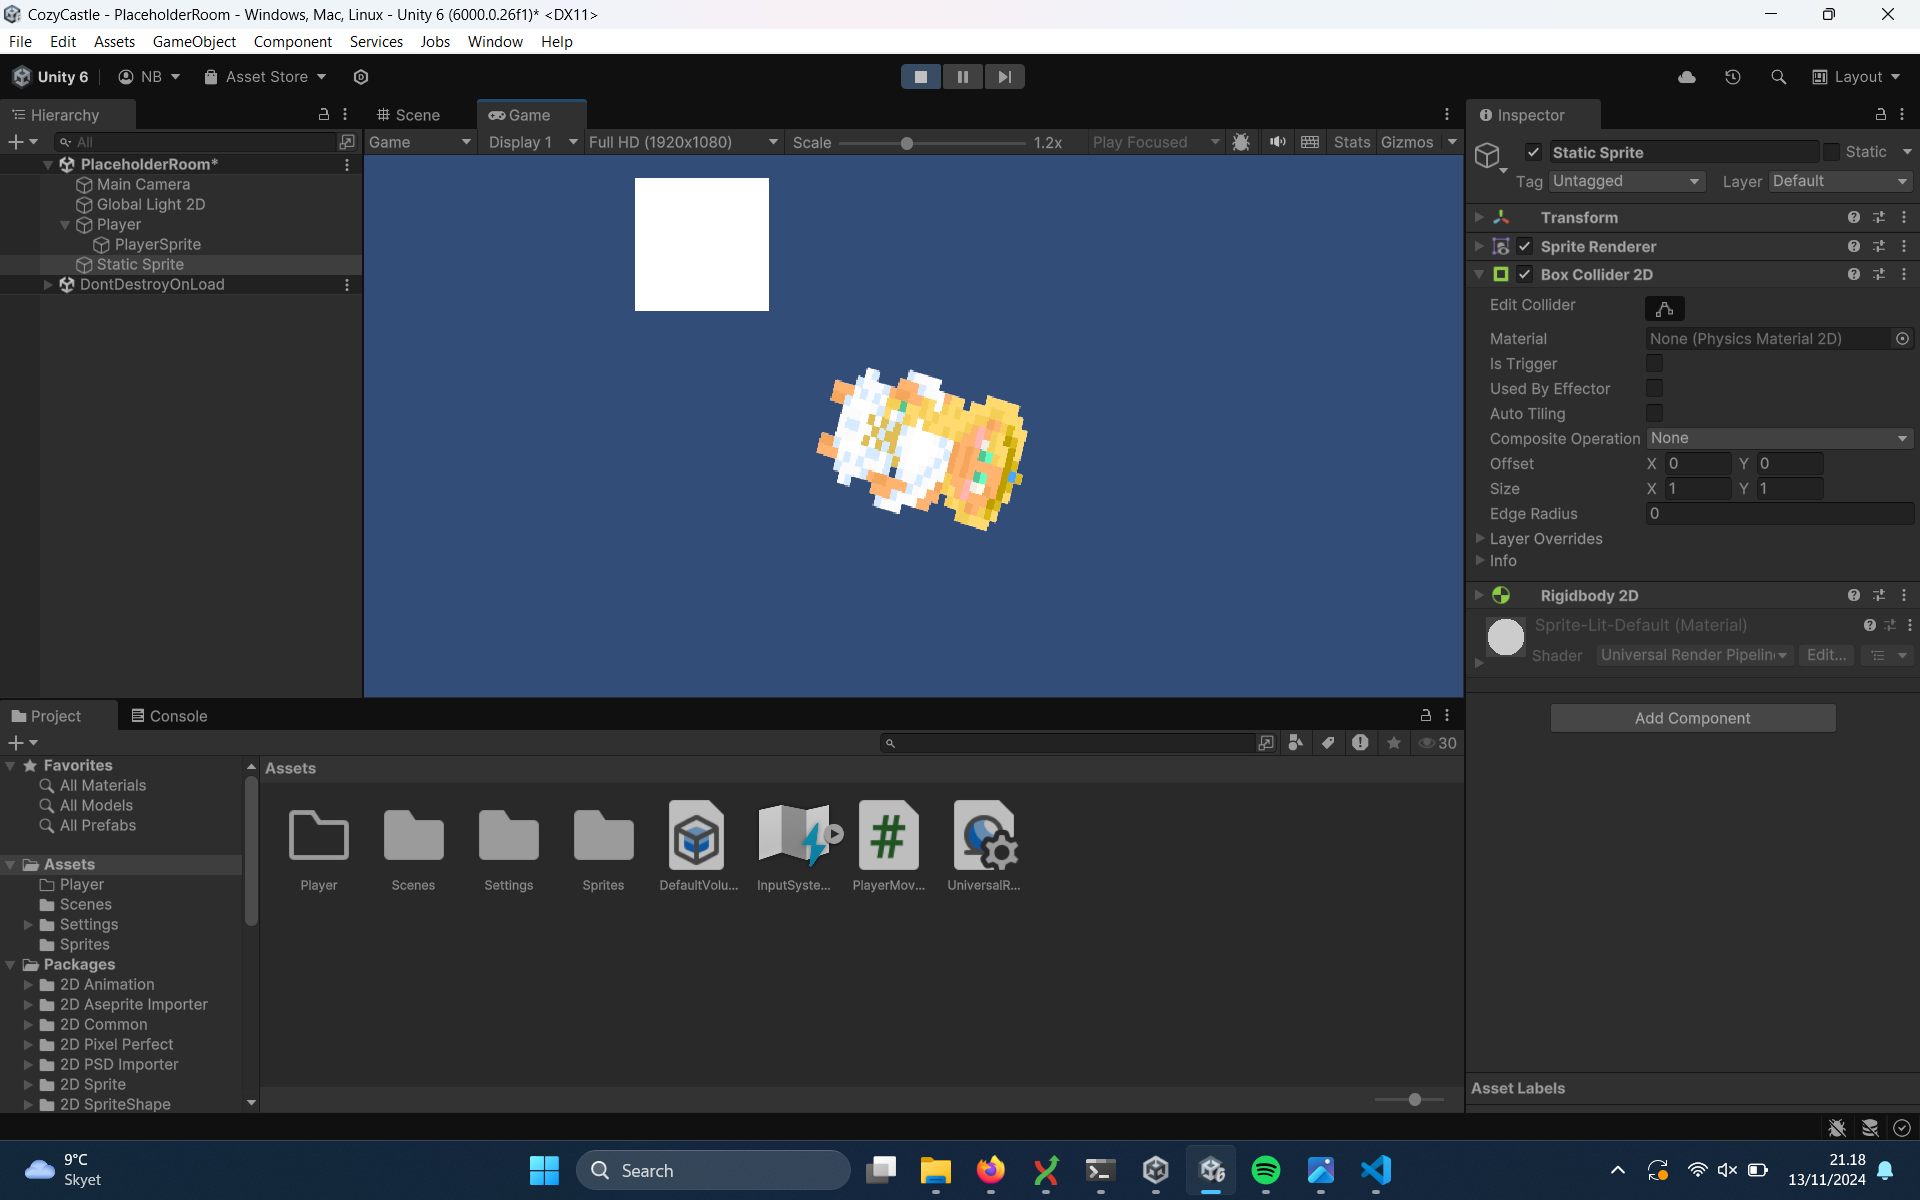 CozyCastle - PlaceholderRoom - Windows, Mac, Linux - Unity 6 (6000.0.26f1)* <DX11>
File Edit Assets GameObject Component Services Jobs Window Help
Unity 6 NB Asset Store Layout
Hierarchy
All
PlaceholderRoom*
Main Camera
Global Light 2D
Player
PlayerSprite
Static Sprite
DontDestroyOnLoad
Scene Game
Game Display 1 Full HD (1920x1080) Scale 1.2x Play Focused Stats Gizmos
Inspector
Static Sprite Static
Tag Untagged Layer Default
Transform
Sprite Renderer
Box Collider 2D
Edit Collider
Material None (Physics Material 2D)
Is Trigger
Used By Effector
Auto Tiling
Composite Operation None
Offset X 0 Y 0
Size X 1 Y 1
Edge Radius 0
Layer Overrides
Info
Rigidbody 2D
Sprite-Lit-Default (Material)
Shader Universal Render Pipelin Edit...
Add Component
Asset Labels
Project Console
30
Favorites
All Materials
All Models
All Prefabs
Assets
Player
Scenes
Settings
Sprites
Packages
2D Animation
2D Aseprite Importer
2D Common
2D Pixel Perfect
2D PSD Importer
2D Sprite
2D SpriteShape
Assets
Player Scenes Settings Sprites DefaultVolu... InputSyste... PlayerMov... UniversalR...
9°C
Skyet
Search
21.18
13/11/2024